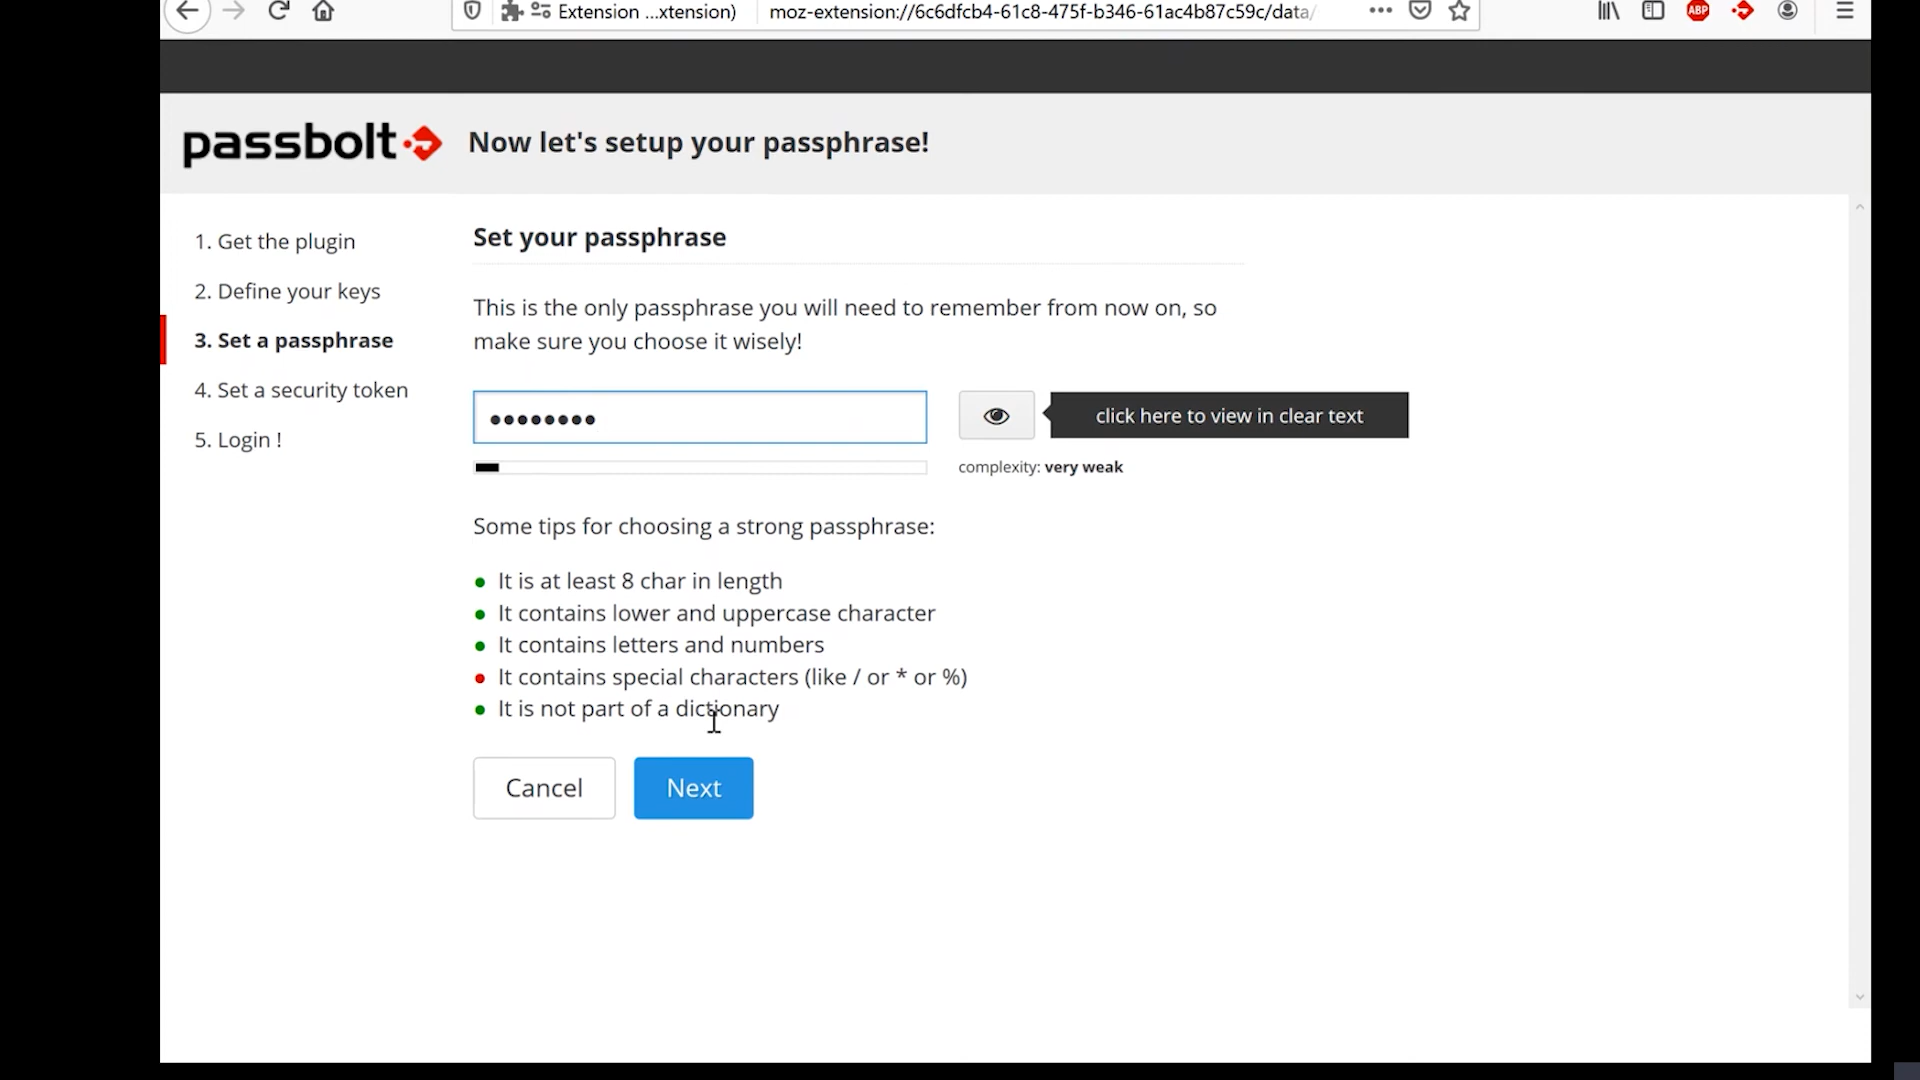 Extension ...xtension) moz-extension://6c6dfcb4-61c8-475f-b346-61ac4b87c59c/data/
ABP
passbolt Now let's setup your passphrase!
1. Get the plugin
2. Define your keys
3. Set a passphrase
4. Set a security token
5. Login !
Set your passphrase
This is the only passphrase you will need to remember from now on, so
make sure you choose it wisely!
click here to view in clear text
complexity: very weak
Some tips for choosing a strong passphrase:
It is at least 8 char in length
It contains lower and uppercase character
It contains letters and numbers
It contains special characters (like / or * or %)
It is not part of a dictionary
Cancel Next